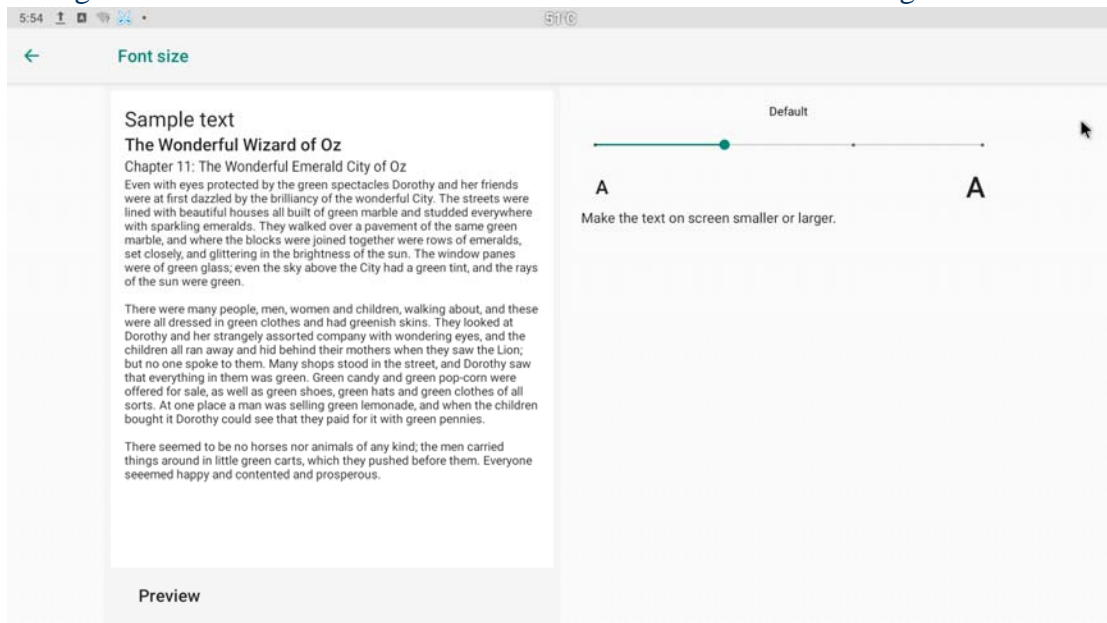 5:54
51°C
Font size
Sample text
The Wonderful Wizard of Oz
Chapter 11: The Wonderful Emerald City of Oz
Even with eyes protected by the green spectacles Dorothy and her friends
were at first dazzled by the brilliancy of the wonderful City. The streets were
lined with beautiful houses all built of green marble and studded everywhere
with sparkling emeralds. They walked over a pavement of the same green
marble, and where the blocks were joined together were rows of emeralds,
set closely, and glittering in the brightness of the sun. The window panes
were of green glass; even the sky above the City had a green tint, and the rays
of the sun were green.
There were many people, men, women and children, walking about, and these
were all dressed in green clothes and had greenish skins. They looked at
Dorothy and her strangely assorted company with wondering eyes, and the
children all ran away and hid behind their mothers when they saw the Lion;
but no one spoke to them. Many shops stood in the street, and Dorothy saw
that everything in them was green. Green candy and green pop-corn were
offered for sale, as well as green shoes, green hats and green clothes of all
sorts. At one place a man was selling green lemonade, and when the children
bought it Dorothy could see that they paid for it with green pennies.
There seemed to be no horses nor animals of any kind; the men carried
things around in little green carts, which they pushed before them. Everyone
seeemed happy and contented and prosperous.
Preview
Default
A A
Make the text on screen smaller or larger.